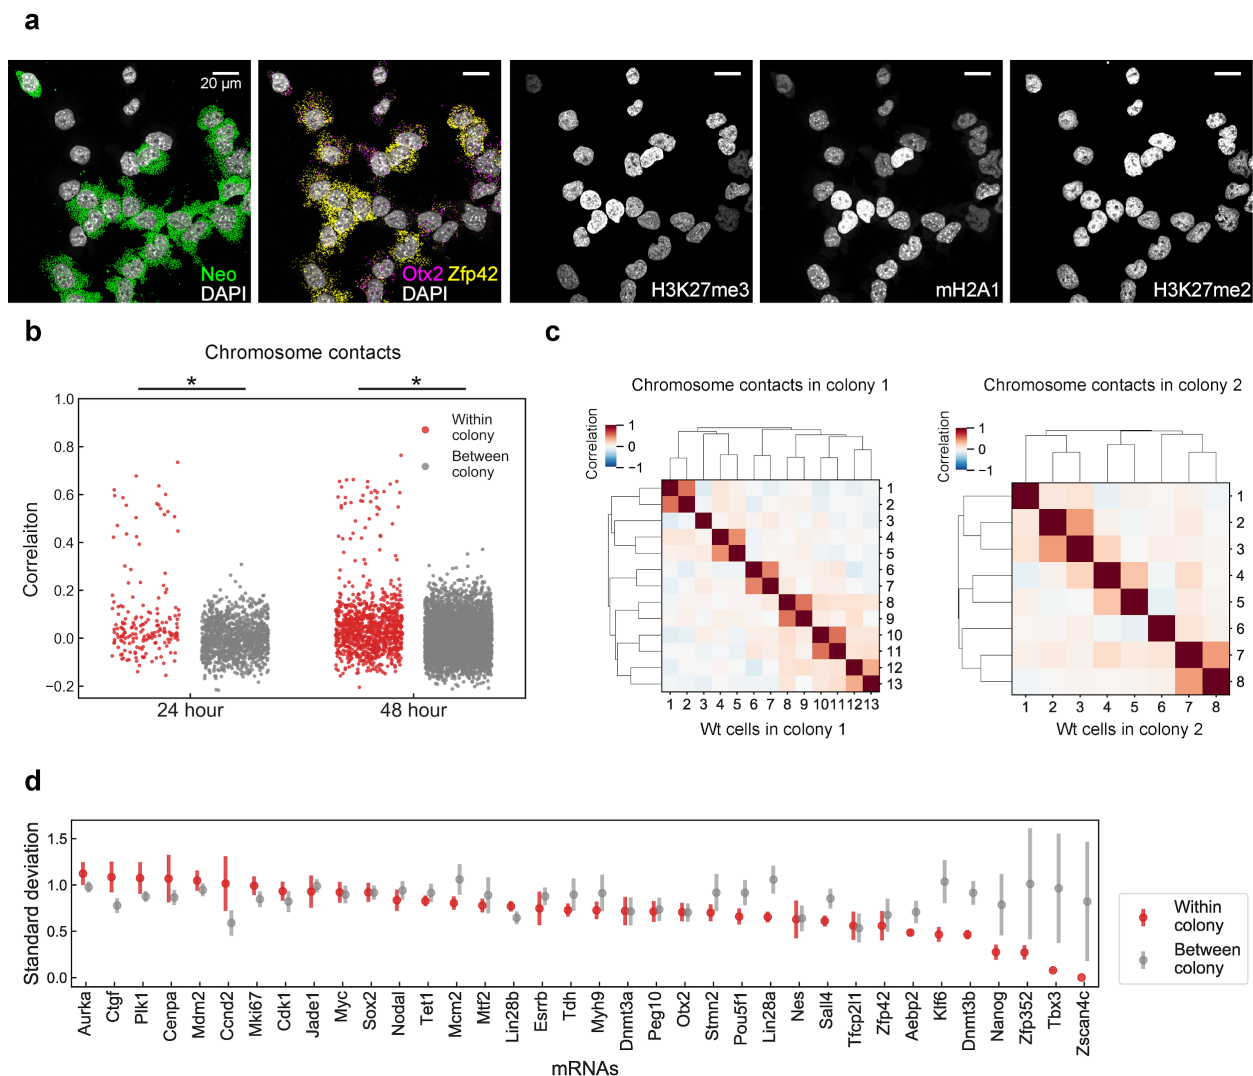 a
20 µm
Neo
DAPI
Otx2 Zfp42
DAPI
H3K27me3
mH2A1
H3K27me2
b
Chromosome contacts
*
*
Within
colony
Between
colony
1.0
0.8
0.6
0.4
0.2
0.0
−0.2
Correlaiton
24 hour
48 hour
c
Chromosome contacts in colony 1
Correlation
1
0
−1
1
2
3
4
5
6
7
8
9
10
11
12
13
1 2 3 4 5 6 7 8 9 10 11 12 13
Wt cells in colony 1
Chromosome contacts in colony 2
Correlation
1
0
−1
1
2
3
4
5
6
7
8
1 2 3 4 5 6 7 8
Wt cells in colony 2
d
Standard deviation
1.5
1.0
0.5
0.0
Aurka
Ctgf
Plk1
Cenpa
Mdm2
Ccnd2
Mki67
Cdk1
Jade1
Myc
Sox2
Nodal
Tet1
Mcm2
Mtf2
Lin28b
Esrrb
Tdh
Myh9
Dnmt3a
Peg10
Otx2
Stmn2
Pou5f1
Lin28a
Nes
Sall4
Tfcp2l1
Zfp42
Aebp2
Klf6
Dnmt3b
Nanog
Zfp352
Tbx3
Zscan4c
mRNAs
Within
colony
Between
colony